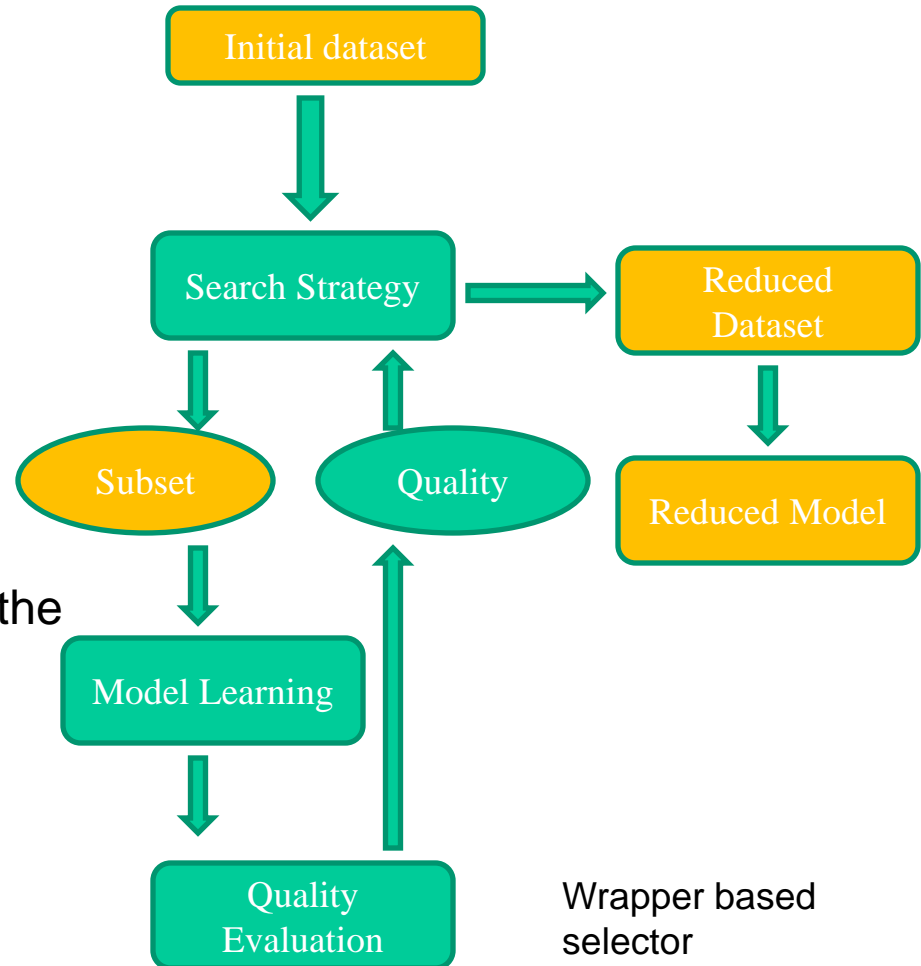 Initial dataset
Search Strategy
Reduced
Dataset
Subset
Quality
Reduced Model
the
Model Learning
Quality
Evaluation
Wrapper based
selector